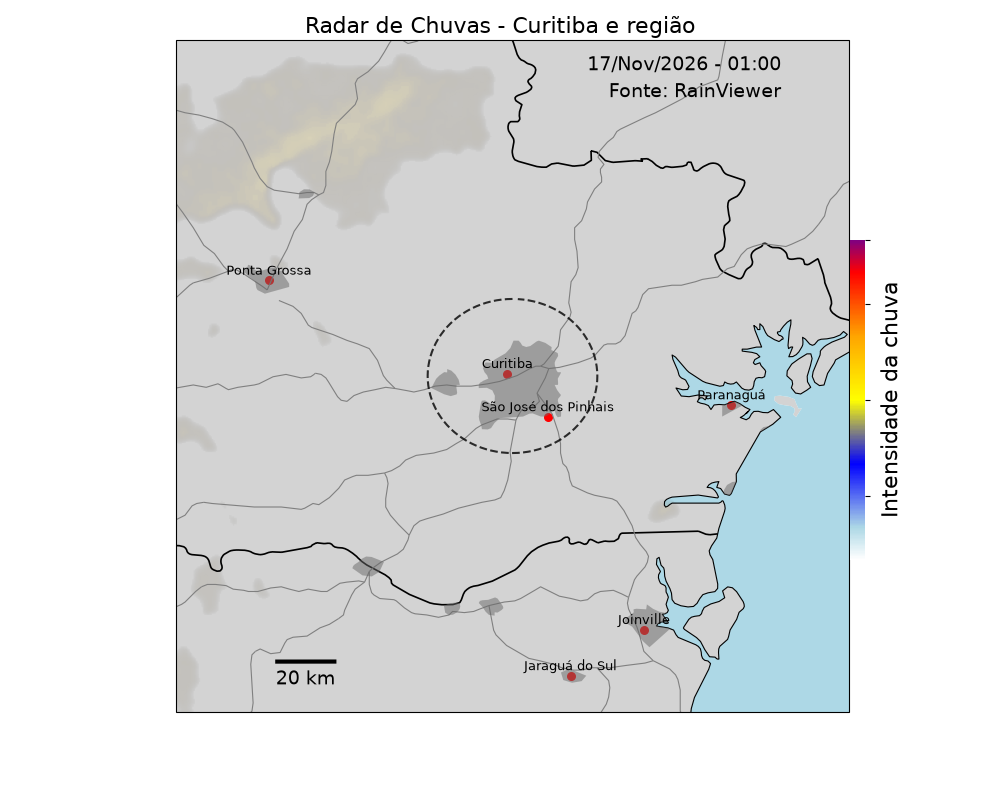 Radar de Chuvas - Curitiba e região
17/Nov/2026 - 01:00
Fonte: RainViewer
Ponta Grossa
Curitiba
São José dos Pinhais
Paranaguá
Intensidade da chuva
Joinville
Jaraguá do Sul
20 km